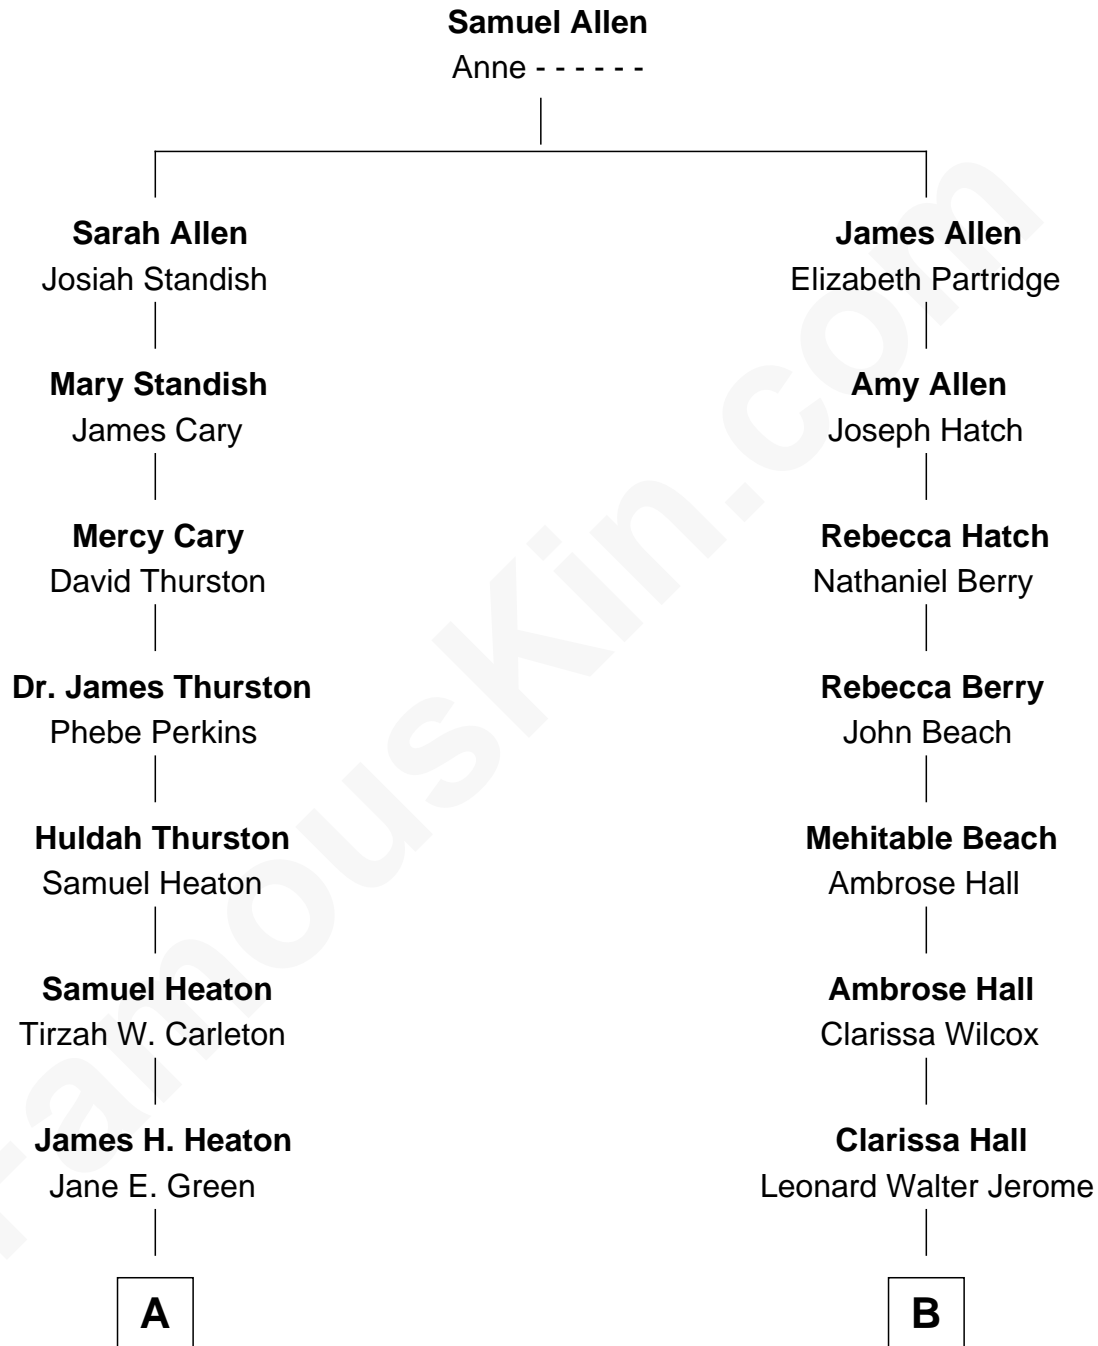 Samuel Allen
Anne - - - - - -
Sarah Allen
Josiah Standish
James Allen
Elizabeth Partridge
Mary Standish
James Cary
Amy Allen
Joseph Hatch
Mercy Cary
David Thurston
Rebecca Hatch
Nathaniel Berry
Dr. James Thurston
Phebe Perkins
Rebecca Berry
John Beach
Huldah Thurston
Samuel Heaton
Mehitable Beach
Ambrose Hall
Samuel Heaton
Tirzah W. Carleton
Ambrose Hall
Clarissa Wilcox
James H. Heaton
Jane E. Green
Clarissa Hall
Leonard Walter Jerome
A
B
FamousKin.com